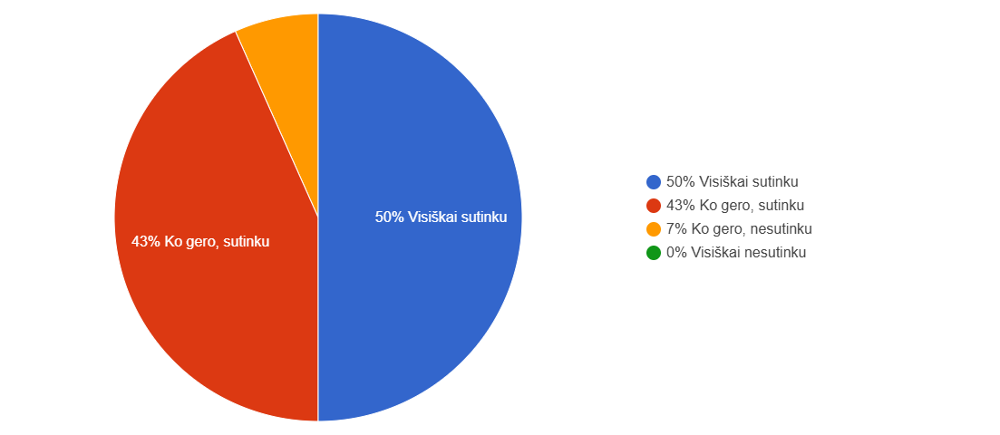 50% Visiškai sutinku
43% Ko gero, sutinku
50% Visiškai sutinku
43% Ko gero, sutinku
7% Ko gero, nesutinku
0% Visiškai nesutinku